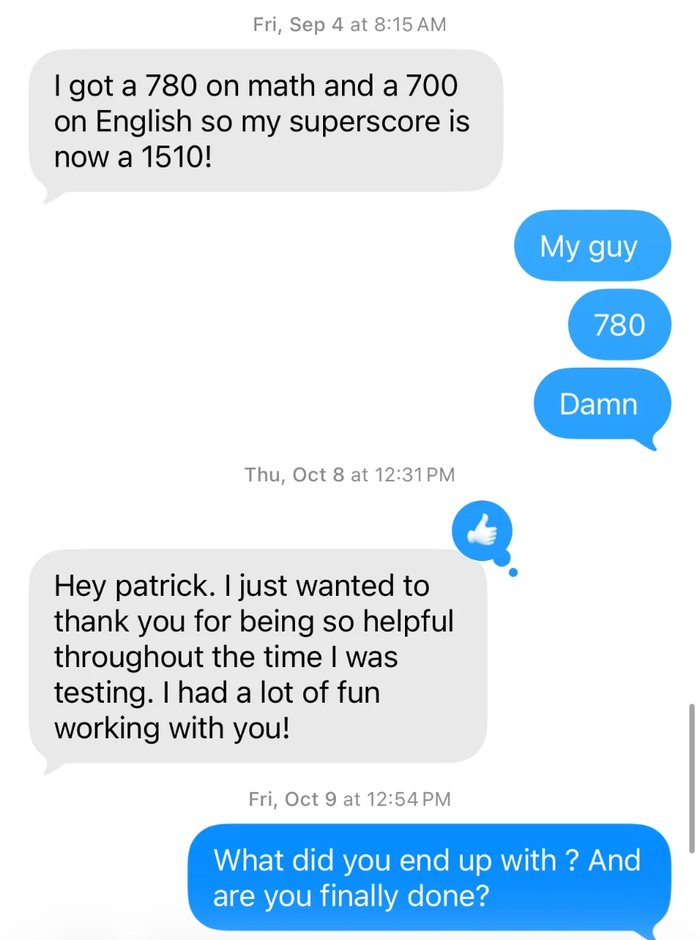 Fri, Sep 4 at 8:15 AM
I got a 780 on math and a 700
on English so my superscore is
now a 1510!
My guy
780
Damn
Thu, Oct 8 at 12:31 PM
Hey patrick. I just wanted to
thank you for being so helpful
throughout the time I was
testing. I had a lot of fun
working with you!
Fri, Oct 9 at 12:54 PM
What did you end up with ? And
are you finally done?